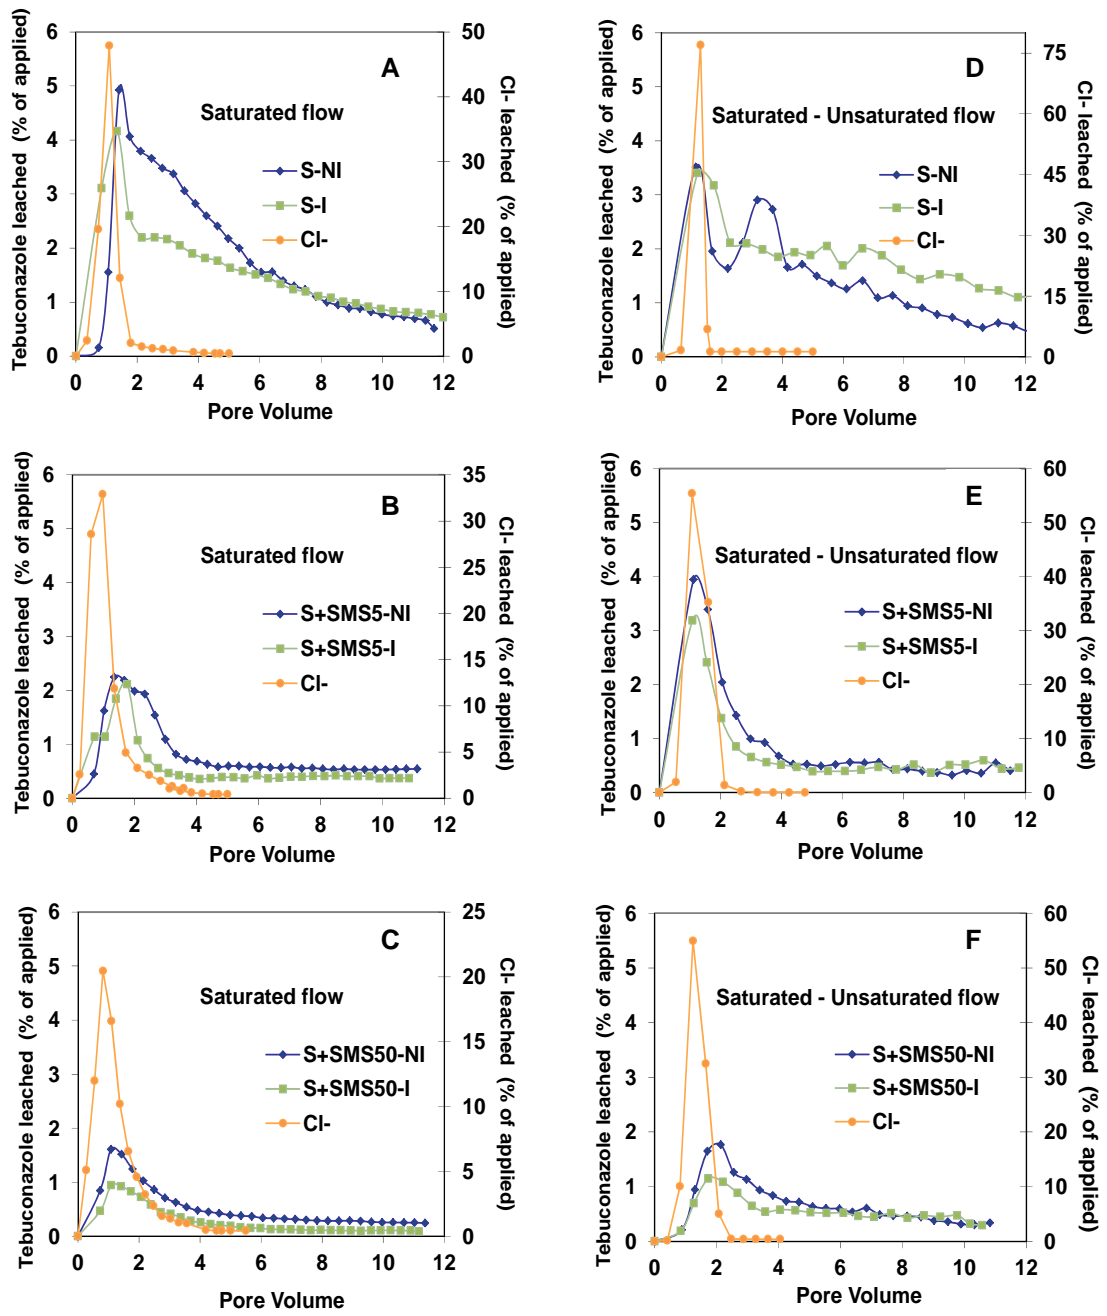 A
Saturated flow
S-NI
S-I
Cl-
Tebuconazole leached (% of applied)
0 1 2 3 4 5 6
Cl- leached (% of applied)
0 10 20 30 40 50
0 2 4 6 8 10 12
Pore Volume
D
Saturated - Unsaturated flow
S-NI
S-I
Cl-
Tebuconazole leached (% of applied)
0 1 2 3 4 5 6
Cl- leached (% of applied)
0 15 30 45 60 75
0 2 4 6 8 10 12
Pore Volume
B
Saturated flow
S+SMS5-NI
S+SMS5-I
Cl-
Tebuconazole leached (% of applied)
0 1 2 3 4 5 6
Cl- leached (% of applied)
0 5 10 15 20 25 30 35
0 2 4 6 8 10 12
Pore Volume
E
Saturated - Unsaturated flow
S+SMS5-NI
S+SMS5-I
Cl-
Tebuconazole leached (% of applied)
0 1 2 3 4 5 6
Cl- leached (% of applied)
0 10 20 30 40 50 60
0 2 4 6 8 10 12
Pore Volume
C
Saturated flow
S+SMS50-NI
S+SMS50-I
Cl-
Tebuconazole leached (% of applied)
0 1 2 3 4 5 6
Cl- leached (% of applied)
0 5 10 15 20 25
0 2 4 6 8 10 12
Pore Volume
F
Saturated - Unsaturated flow
S+SMS50-NI
S+SMS50-I
Cl-
Tebuconazole leached (% of applied)
0 1 2 3 4 5 6
Cl- leached (% of applied)
0 10 20 30 40 50 60
0 2 4 6 8 10 12
Pore Volume